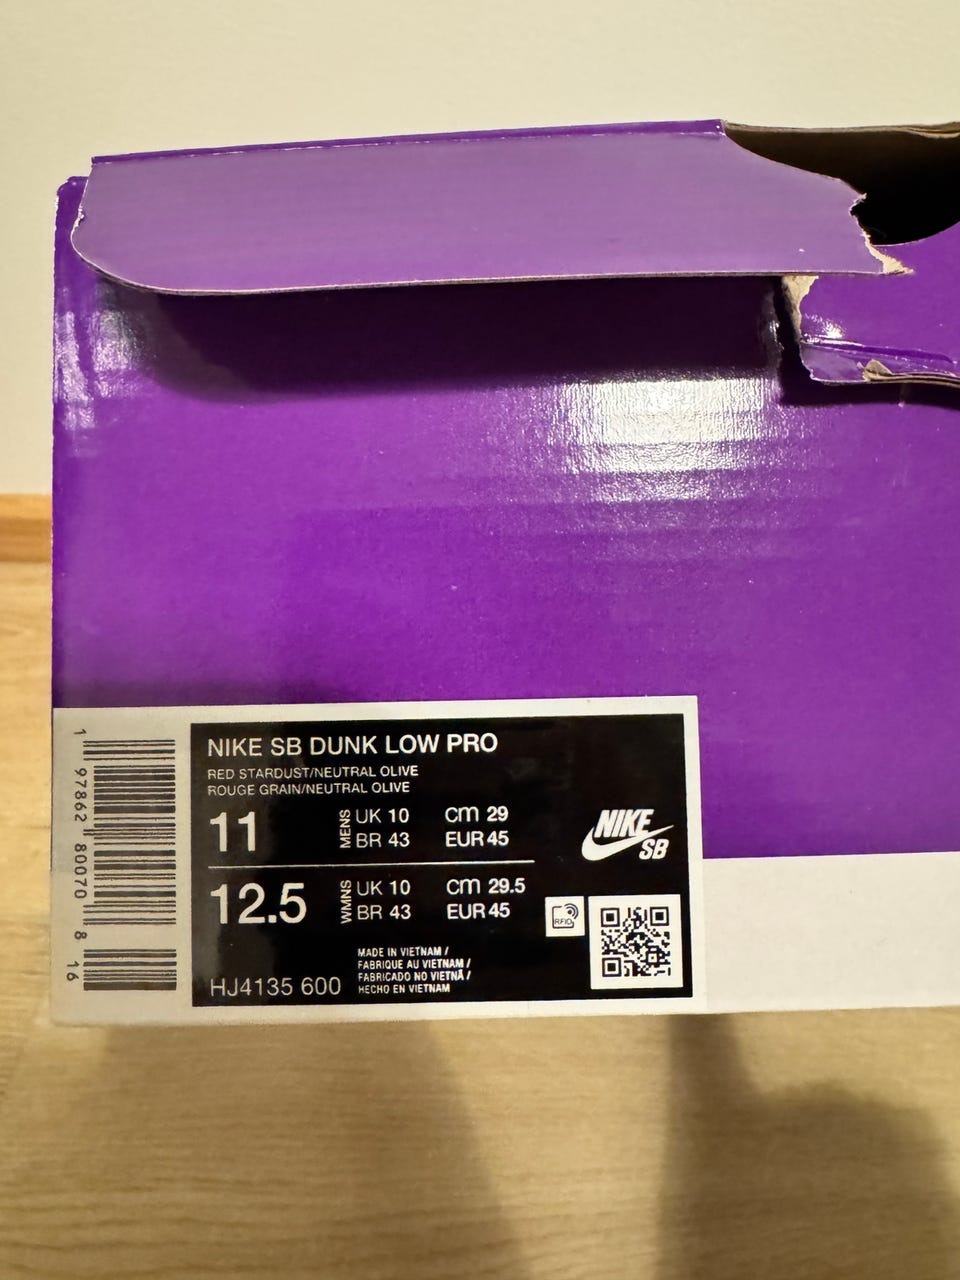 NIKE SB DUNK LOW PRO
RED STARDUST/NEUTRAL OLIVE
ROUGE GRAIN/NEUTRAL OLIVE
11 MENS UK 10 CM 29
BR 43 EUR 45
12.5 WMNS UK 10 CM 29.5
BR 43 EUR 45
NIKE
SB
RFID
MADE IN VIETNAM /
FABRIQUE AU VIETNAM /
FABRICADO NO VIETNÃ /
HECHO EN VIETNAM
HJ4135 600
1 97862 80070 8 16